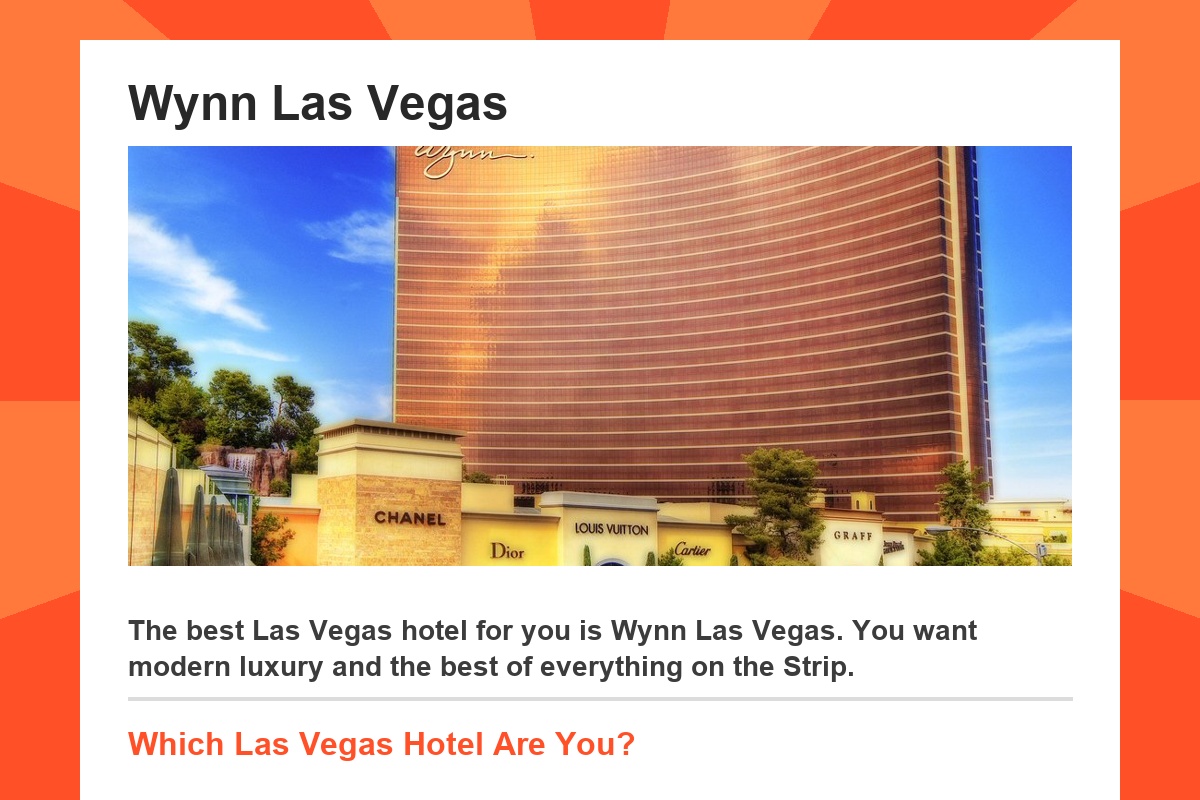 Wynn Las Vegas
Wynn.
CHANEL
LOUIS VUITTON
Dior
Cartier
GRAFF
The best Las Vegas hotel for you is Wynn Las Vegas. You want
modern luxury and the best of everything on the Strip.
Which Las Vegas Hotel Are You?